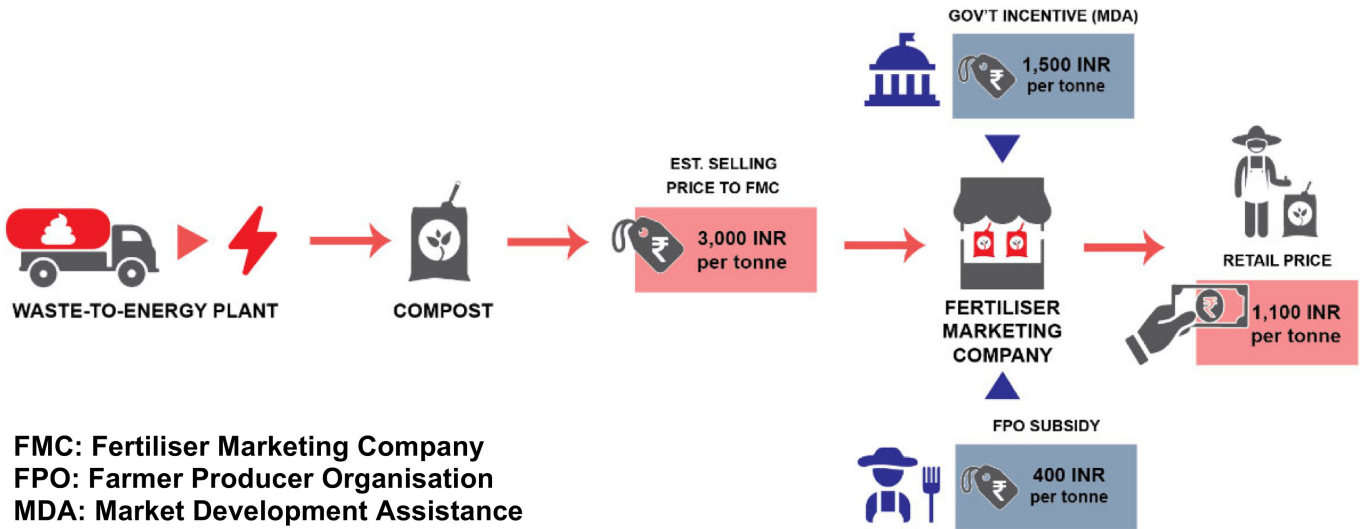 GOV'T INCENTIVE (MDA)
₹
1,500 INR
per tonne
EST. SELLING
PRICE TO FMC
₹
3,000 INR
per tonne
WASTE-TO-ENERGY PLANT
COMPOST
FERTILISER
MARKETING
COMPANY
RETAIL PRICE
₹
1,100 INR
per tonne
FPO SUBSIDY
₹
400 INR
per tonne
FMC: Fertiliser Marketing Company
FPO: Farmer Producer Organisation
MDA: Market Development Assistance